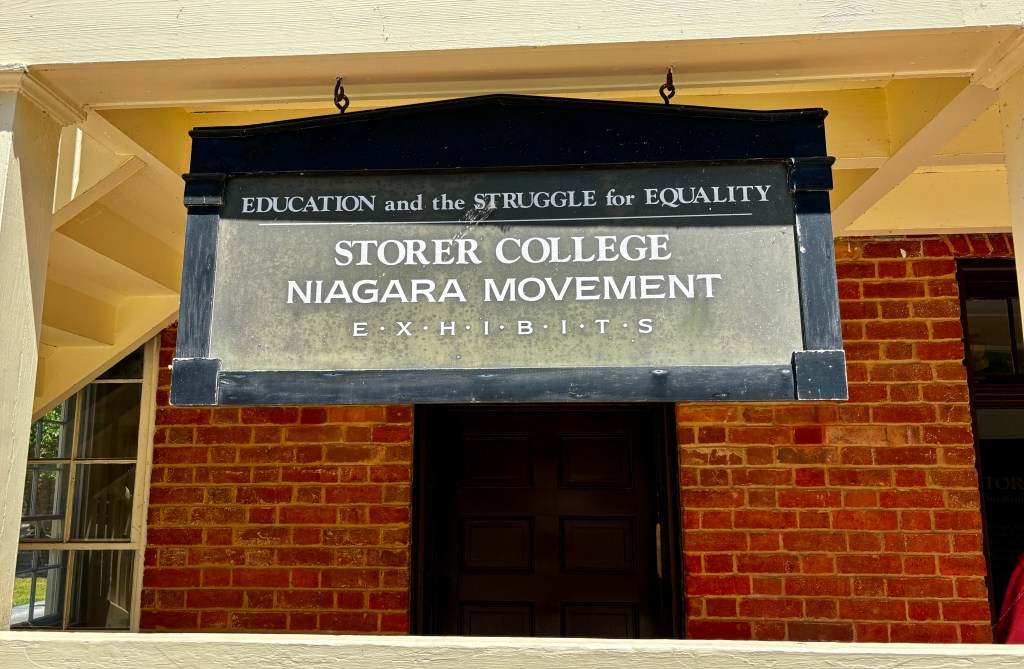 EDUCATION and the STRUGGLE for EQUALITY
STORER COLLEGE
NIAGARA MOVEMENT
E·X·H·I·B·I·T·S